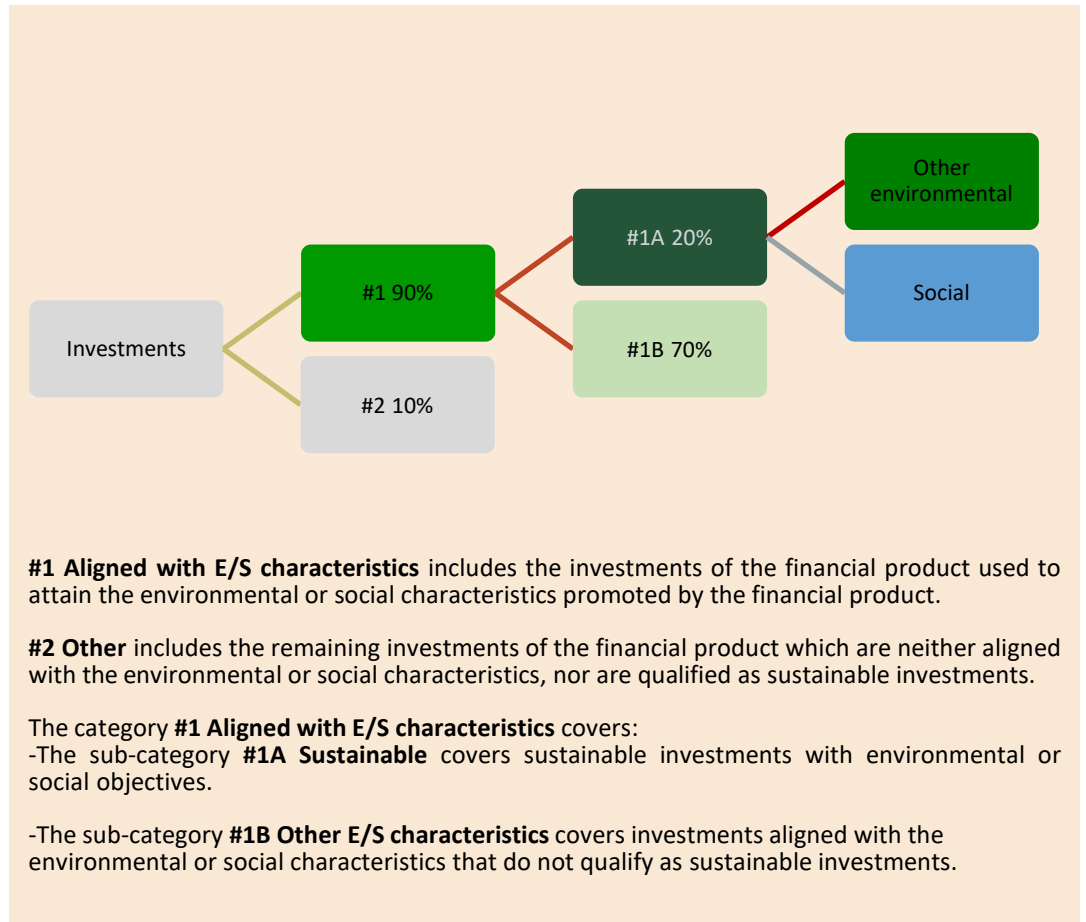 Other
environmental
#1A 20%
#1 90%
Social
Investments
#1B 70%
#2 10%
#1 Aligned with E/S characteristics includes the investments of the financial product used to
attain the environmental or social characteristics promoted by the financial product.
#2 Other includes the remaining investments of the financial product which are neither aligned
with the environmental or social characteristics, nor are qualified as sustainable investments.
The category #1 Aligned with E/S characteristics covers:
-The sub-category #1A Sustainable covers sustainable investments with environmental or
social objectives.
-The sub-category #1B Other E/S characteristics covers investments aligned with the
environmental or social characteristics that do not qualify as sustainable investments.